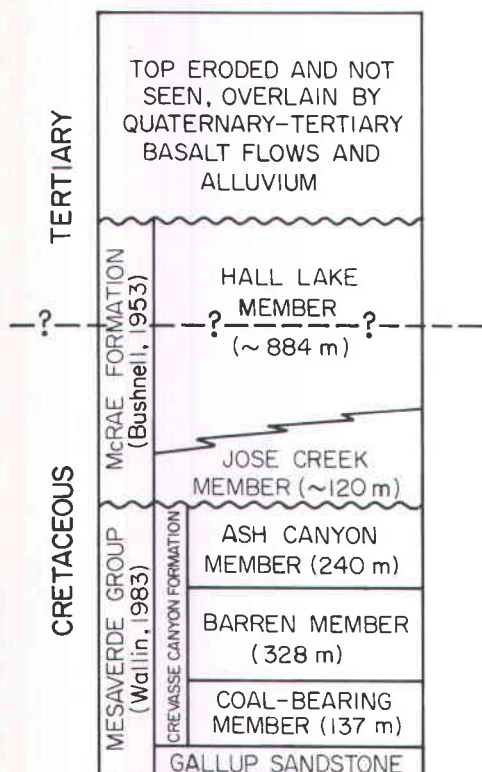 TERTIARY
CRETACEOUS
TOP ERODED AND NOT
SEEN, OVERLAIN BY
QUATERNARY-TERTIARY
BASALT FLOWS AND
ALLUVIUM
McRAE FORMATION
(Bushnell, 1953)
HALL LAKE
MEMBER
? ? ?
(~ 884 m)
JOSE CREEK
MEMBER (~120 m)
MESAVERDE GROUP
(Wallin, 1983)
CREVASSE CANYON FORMATION
ASH CANYON
MEMBER (240 m)
BARREN MEMBER
(328 m)
COAL-BEARING
MEMBER (137 m)
GALLUP SANDSTONE